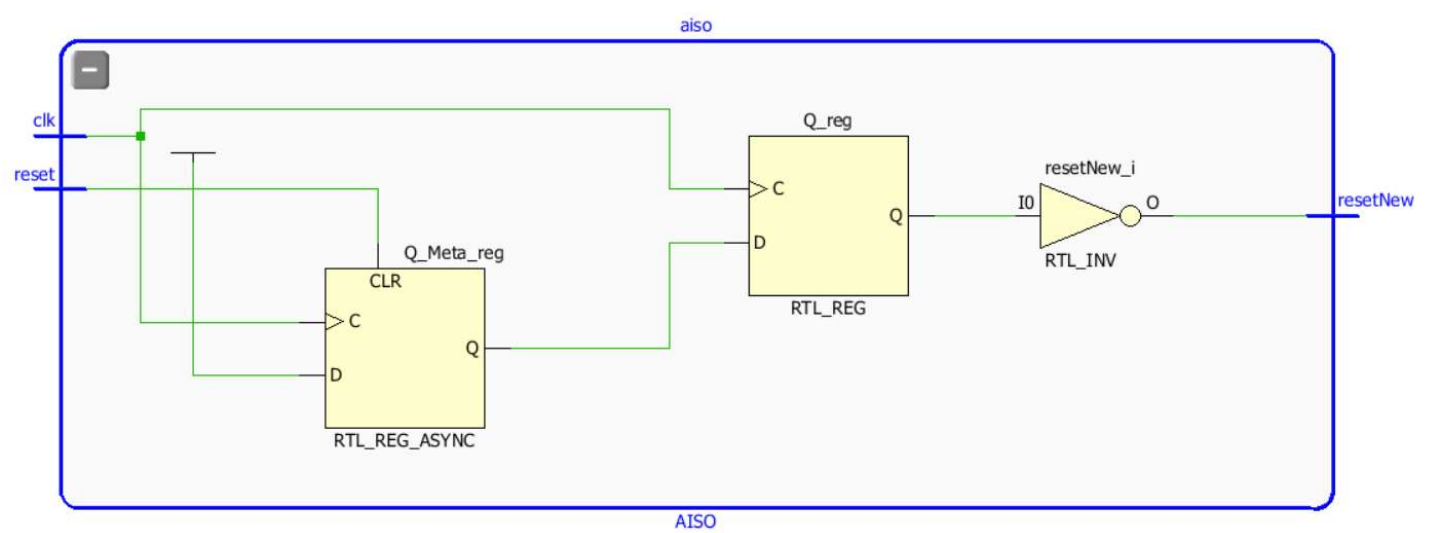 aiso
−
clk
reset
Q_reg
C
D
Q
RTL_REG
resetNew_i
I0
O
RTL_INV
resetNew
Q_Meta_reg
CLR
C
D
Q
RTL_REG_ASYNC
AISO